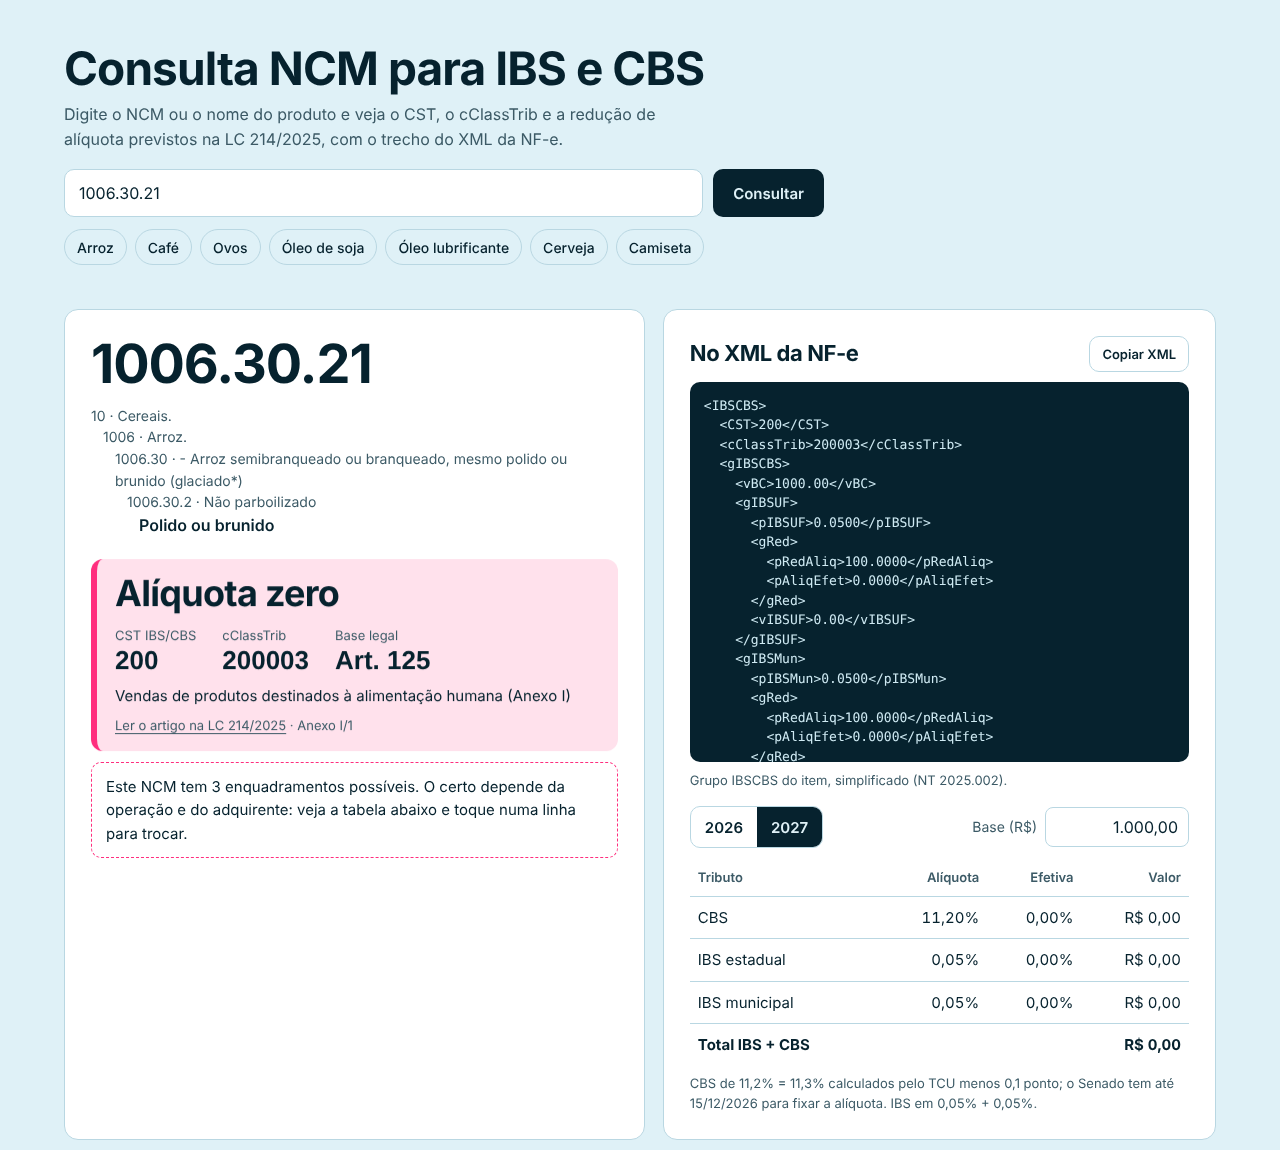 Consulta NCM para IBS e CBS
Digite o NCM ou o nome do produto e veja o CST, o cClassTrib e a redução de
alíquota previstos na LC 214/2025, com o trecho do XML da NF-e.
1006.30.21
Consultar
Arroz
Café
Ovos
Óleo de soja
Óleo lubrificante
Cerveja
Camiseta
1006.30.21
10 · Cereais.
1006 · Arroz.
1006.30 · - Arroz semibranqueado ou branqueado, mesmo polido ou
brunido (glaciado*)
1006.30.2 · Não parboilizado
Polido ou brunido
Alíquota zero
CST IBS/CBS
200
cClassTrib
200003
Base legal
Art. 125
Vendas de produtos destinados à alimentação humana (Anexo I)
Ler o artigo na LC 214/2025 · Anexo I/1
Este NCM tem 3 enquadramentos possíveis. O certo depende da
operação e do adquirente: veja a tabela abaixo e toque numa linha
para trocar.
No XML da NF-e
Copiar XML
<IBSCBS>
  <CST>200</CST>
  <cClassTrib>200003</cClassTrib>
  <gIBSCBS>
    <vBC>1000.00</vBC>
    <gIBSUF>
      <pIBSUF>0.0500</pIBSUF>
      <gRed>
        <pRedAliq>100.0000</pRedAliq>
        <pAliqEfet>0.0000</pAliqEfet>
      </gRed>
      <vIBSUF>0.00</vIBSUF>
    </gIBSUF>
    <gIBSMun>
      <pIBSMun>0.0500</pIBSMun>
      <gRed>
        <pRedAliq>100.0000</pRedAliq>
        <pAliqEfet>0.0000</pAliqEfet>
      </gRed>
Grupo IBSCBS do item, simplificado (NT 2025.002).
2026
2027
Base (R$)
1.000,00
Tributo Alíquota Efetiva Valor
CBS 11,20% 0,00% R$ 0,00
IBS estadual 0,05% 0,00% R$ 0,00
IBS municipal 0,05% 0,00% R$ 0,00
Total IBS + CBS R$ 0,00
CBS de 11,2% = 11,3% calculados pelo TCU menos 0,1 ponto; o Senado tem até
15/12/2026 para fixar a alíquota. IBS em 0,05% + 0,05%.